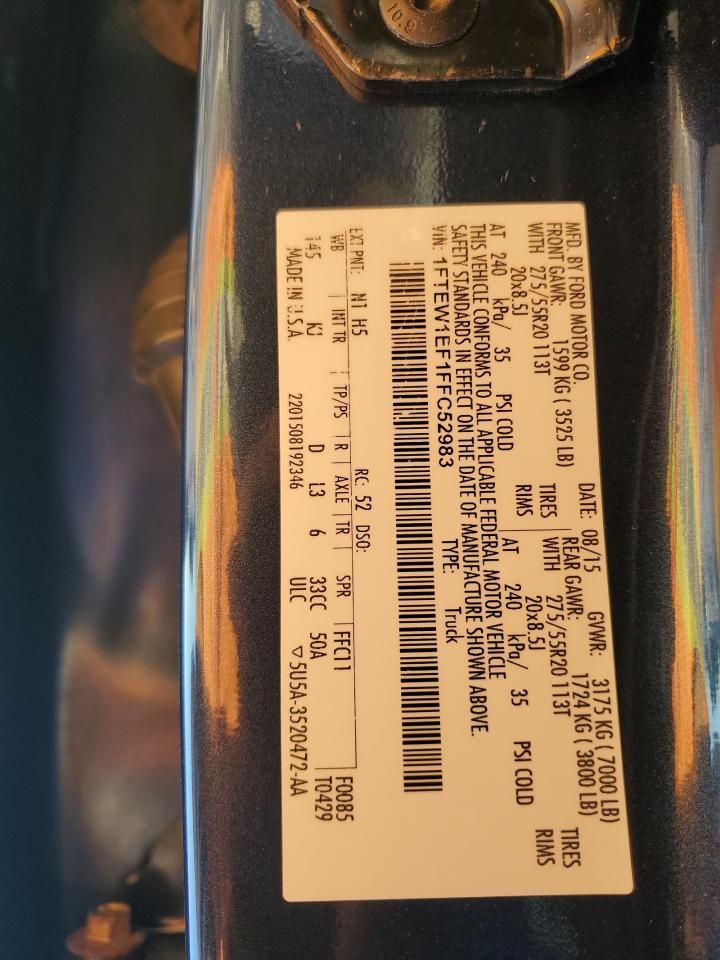 10.9
MFD. BY FORD MOTOR CO. DATE: 08/15 GVWR: 3175 KG ( 7000 LB)
FRONT GAWR: 1599 KG ( 3525 LB) REAR GAWR: 1724 KG ( 3800 LB)
WITH 275/55R20 113T TIRES WITH 275/55R20 113T TIRES
20x8.5J RIMS 20x8.5J RIMS
AT 240 kPa/ 35 PSI COLD AT 240 kPa/ 35 PSI COLD
THIS VEHICLE CONFORMS TO ALL APPLICABLE FEDERAL MOTOR VEHICLE
SAFETY STANDARDS IN EFFECT ON THE DATE OF MANUFACTURE SHOWN ABOVE.
VIN: 1FTEW1EF1FFC52983 TYPE: Truck
EXT PNT: N1 H5 RC: 52 DSO: F0085
WB INT TR TP/PS R AXLE TR SPR FFC11 T0429
145 KJ D L3 6 33CC 50A
MADE IN U.S.A. 2201508192346 ULC ▽ 5U5A-3520472-AA